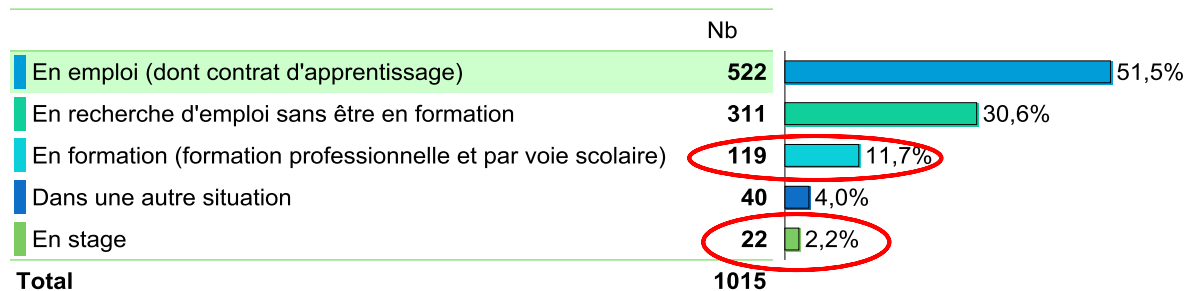 Nb
En emploi (dont contrat d'apprentissage) 522 51,5%
En recherche d'emploi sans être en formation 311 30,6%
En formation (formation professionnelle et par voie scolaire) 119 11,7%
Dans une autre situation 40 4,0%
En stage 22 2,2%
Total 1015